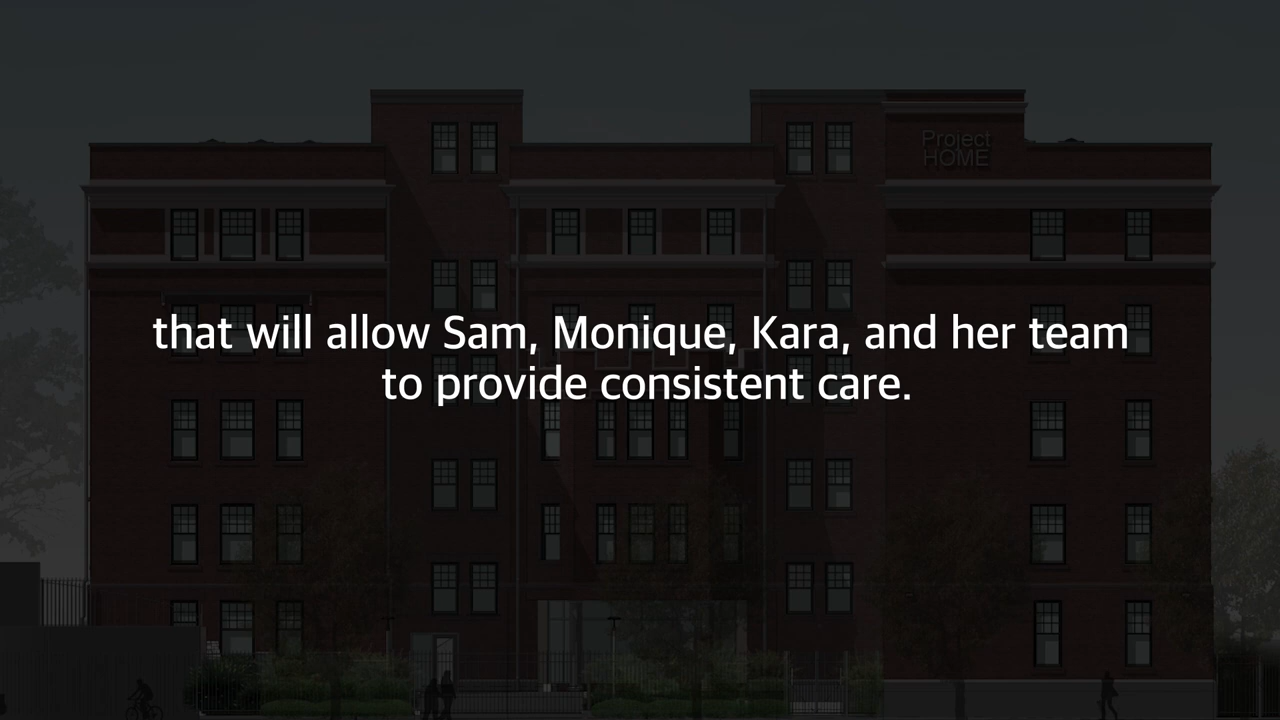 Project
HOME
that will allow Sam, Monique, Kara, and her team
to provide consistent care.